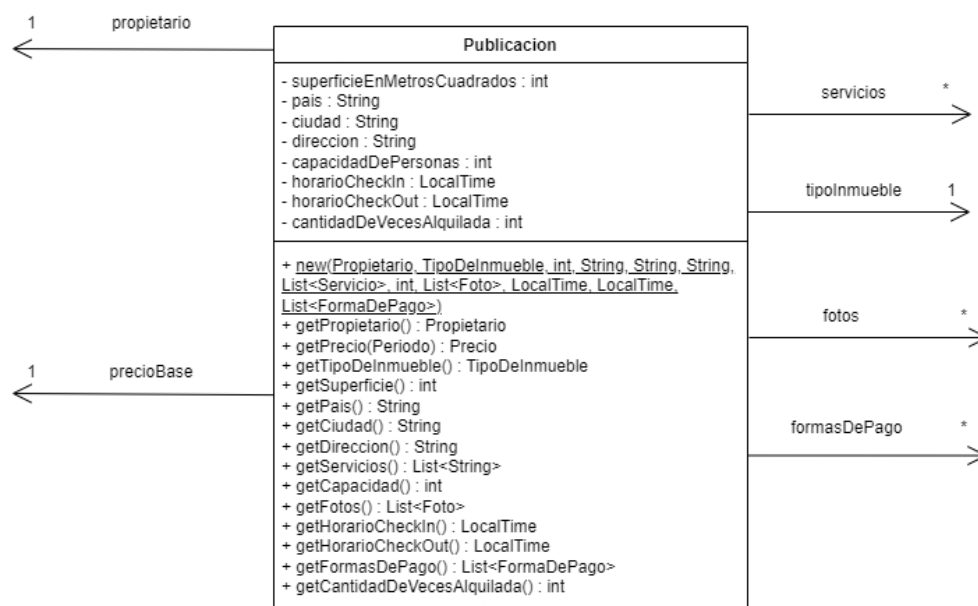 1 propietario
Publicacion
- superficieEnMetrosCuadrados : int
- pais : String
- ciudad : String
- direccion : String
- capacidadDePersonas : int
- horarioCheckIn : LocalTime
- horarioCheckOut : LocalTime
- cantidadDeVecesAlquilada : int
+ new(Propietario, TipoDeInmueble, int, String, String, String,
List<Servicio>, int, List<Foto>, LocalTime, LocalTime,
List<FormaDePago>)
+ getPropietario() : Propietario
+ getPrecio(Periodo) : Precio
+ getTipoDeInmueble() : TipoDeInmueble
+ getSuperficie() : int
+ getPais() : String
+ getCiudad() : String
+ getDireccion() : String
+ getServicios() : List<String>
+ getCapacidad() : int
+ getFotos() : List<Foto>
+ getHorarioCheckIn() : LocalTime
+ getHorarioCheckOut() : LocalTime
+ getFormasDePago() : List<FormaDePago>
+ getCantidadDeVecesAlquilada() : int
1 precioBase
servicios *
tipoInmueble 1
fotos *
formasDePago *